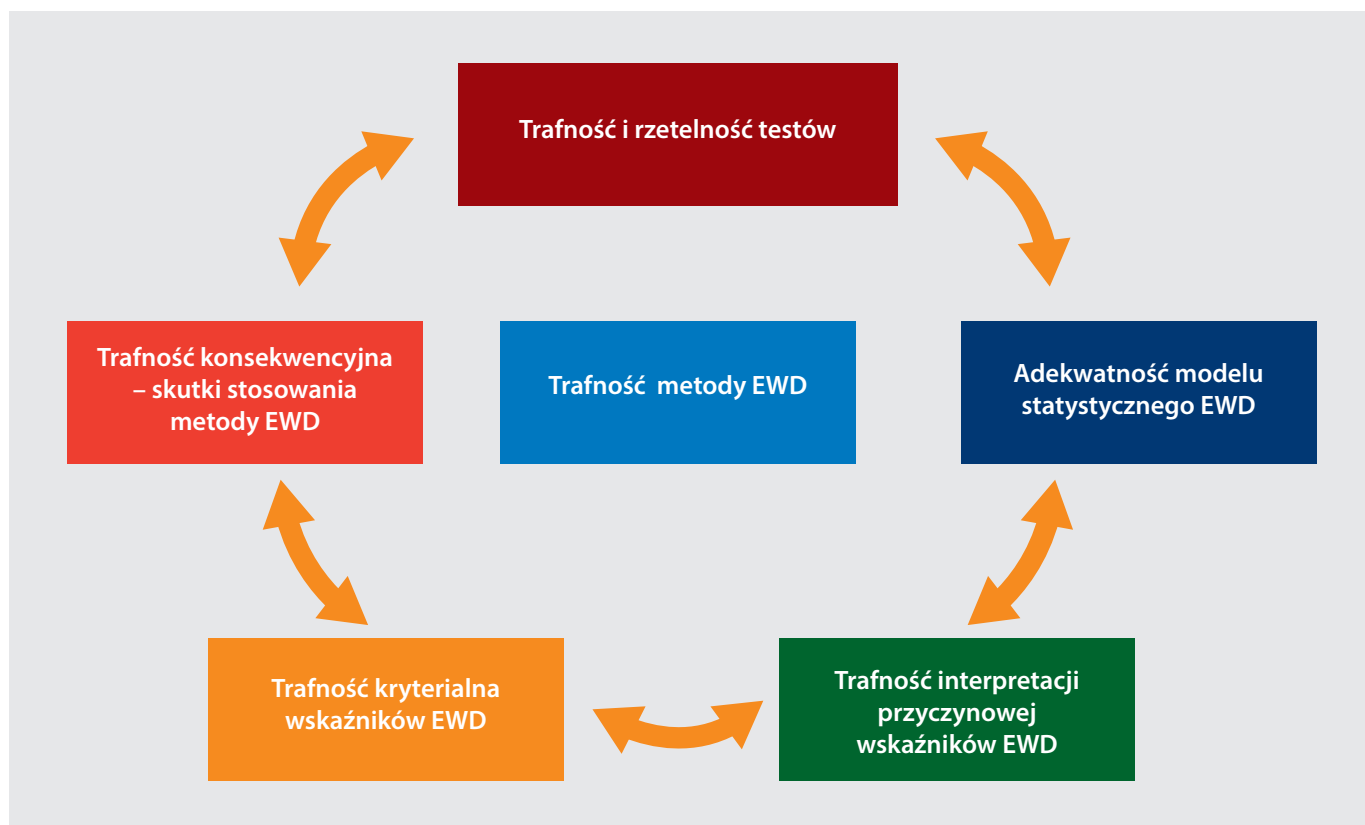 Trafność i rzetelność testów
Trafność konsekwencyjna
– skutki stosowania
metody EWD
Trafność metody EWD
Adekwatność modelu
statystycznego EWD
Trafność kryterialna
wskaźników EWD
Trafność interpretacji
przyczynowej
wskaźników EWD